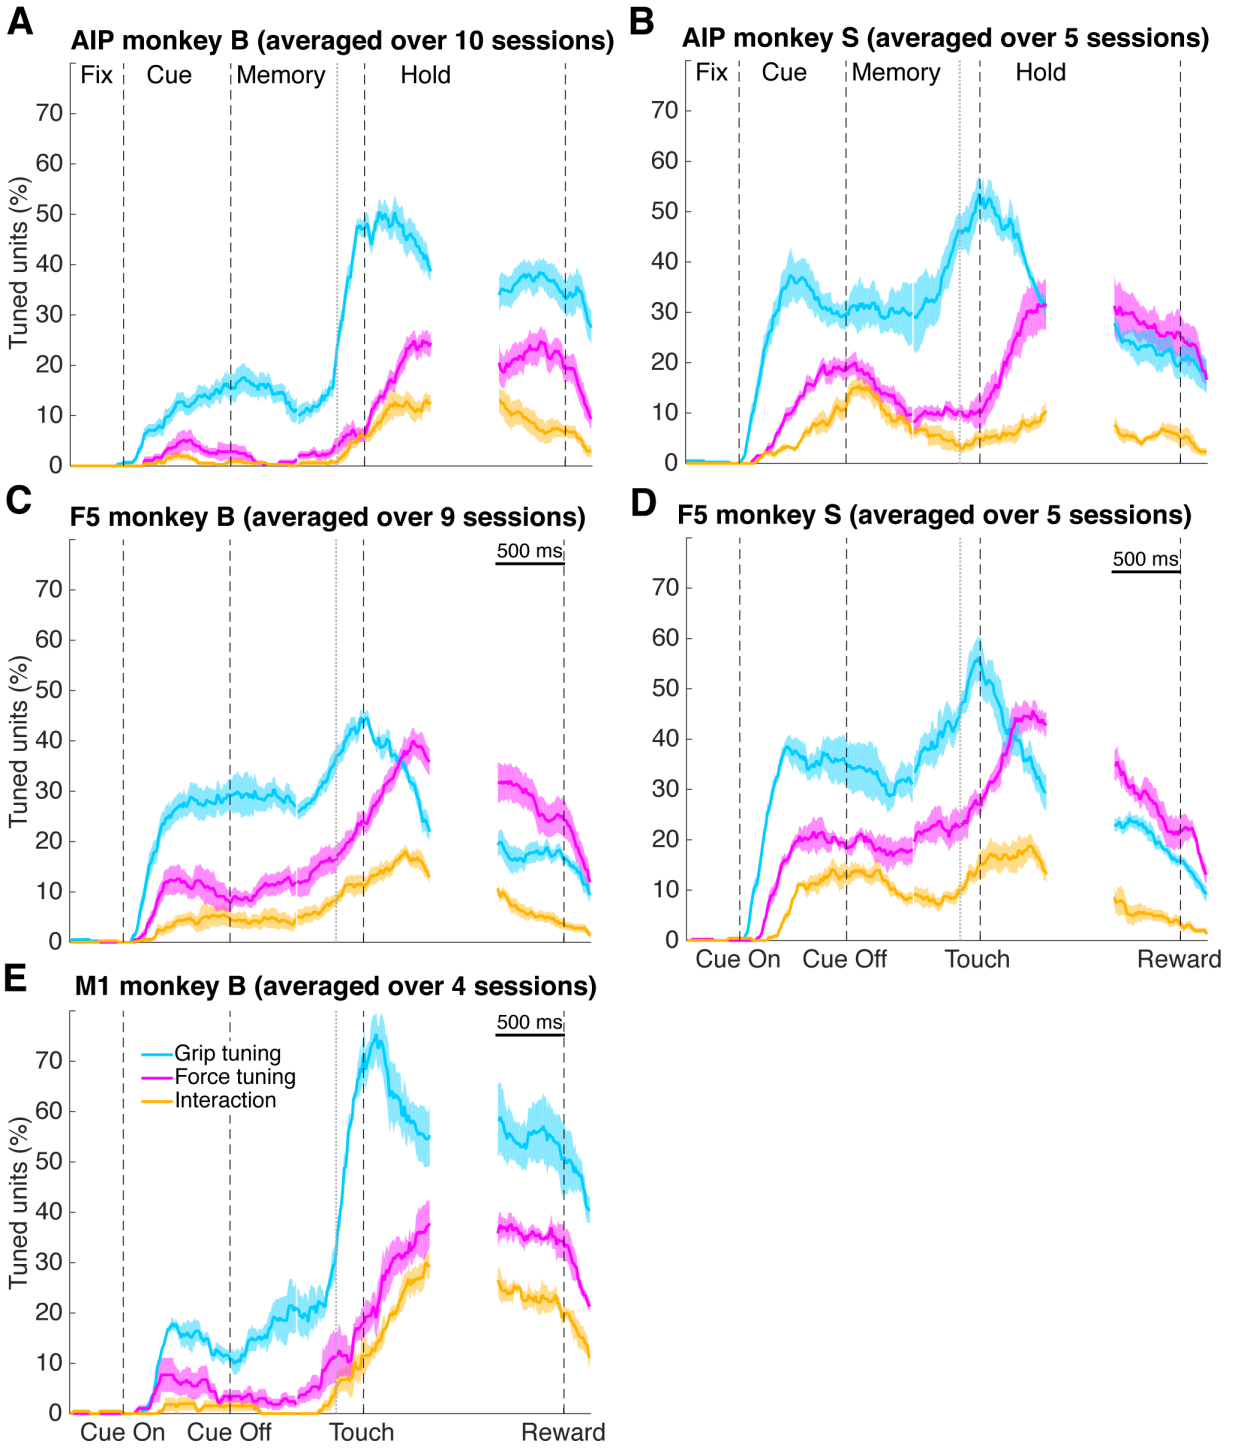 A
AIP monkey B (averaged over 10 sessions)
Fix Cue Memory Hold
70
60
50
40
30
20
10
0
Tuned units (%)
B
AIP monkey S (averaged over 5 sessions)
Fix Cue Memory Hold
70
60
50
40
30
20
10
0
C
F5 monkey B (averaged over 9 sessions)
500 ms
70
60
50
40
30
20
10
0
Tuned units (%)
D
F5 monkey S (averaged over 5 sessions)
500 ms
70
60
50
40
30
20
10
0
Cue On Cue Off Touch Reward
E
M1 monkey B (averaged over 4 sessions)
500 ms
Grip tuning
Force tuning
Interaction
70
60
50
40
30
20
10
0
Tuned units (%)
Cue On Cue Off Touch Reward